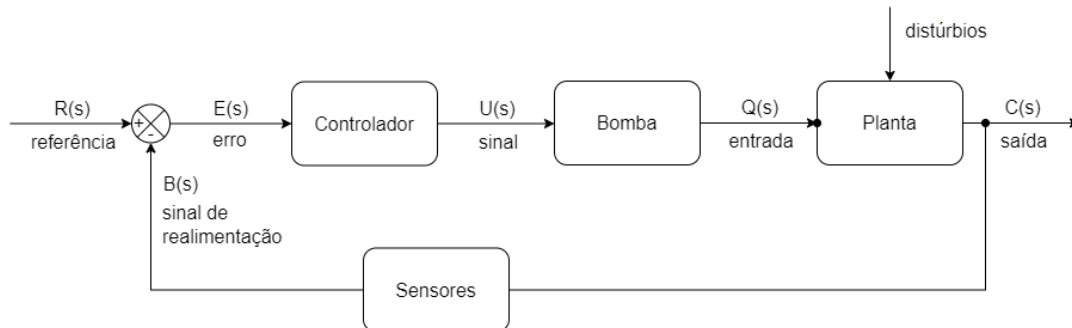 distúrbios
R(s)
referência
+
-
E(s)
erro
Controlador
U(s)
sinal
Bomba
Q(s)
entrada
Planta
C(s)
saída
B(s)
sinal de
realimentação
Sensores